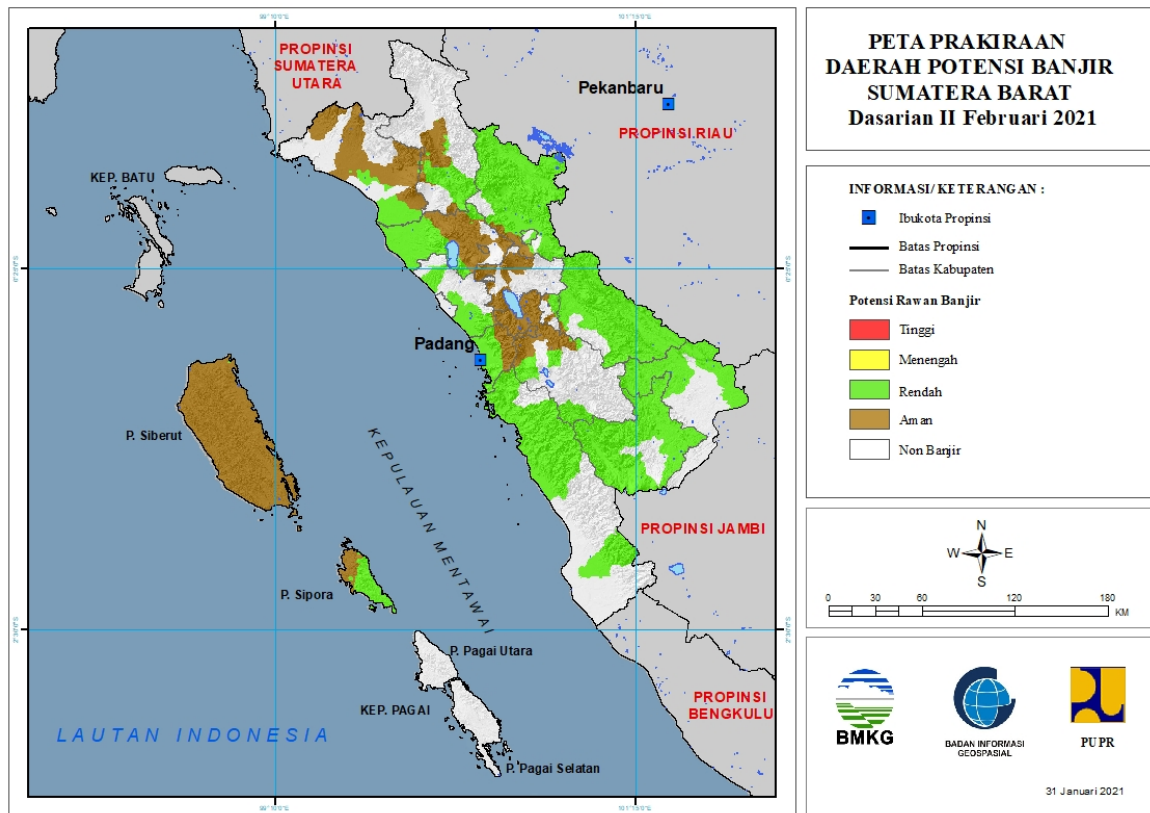 PETA PRAKIRAAN
DAERAH POTENSI BANJIR
SUMATERA BARAT
Dasarian II Februari 2021
INFORMASI/ KETERANGAN :
Ibukota Propinsi
Batas Propinsi
Batas Kabupaten
Potensi Rawan Banjir
Tinggi
Menengah
Rendah
Aman
Non Banjir
N
W E
S
0 30 60 120 180
KM
BMKG
BADAN INFORMASI
GEOSPASIAL
PUPR
31 Januari 2021
PROPINSI
SUMATERA
UTARA
Pekanbaru
PROPINSI RIAU
KEP. BATU
Padang
P. Siberut
KEPULAUAN MENTAWAI
PROPINSI JAMBI
P. Sipora
P. Pagai Utara
KEP. PAGAI
PROPINSI
BENGKULU
LAUTAN INDONESIA
P. Pagai Selatan